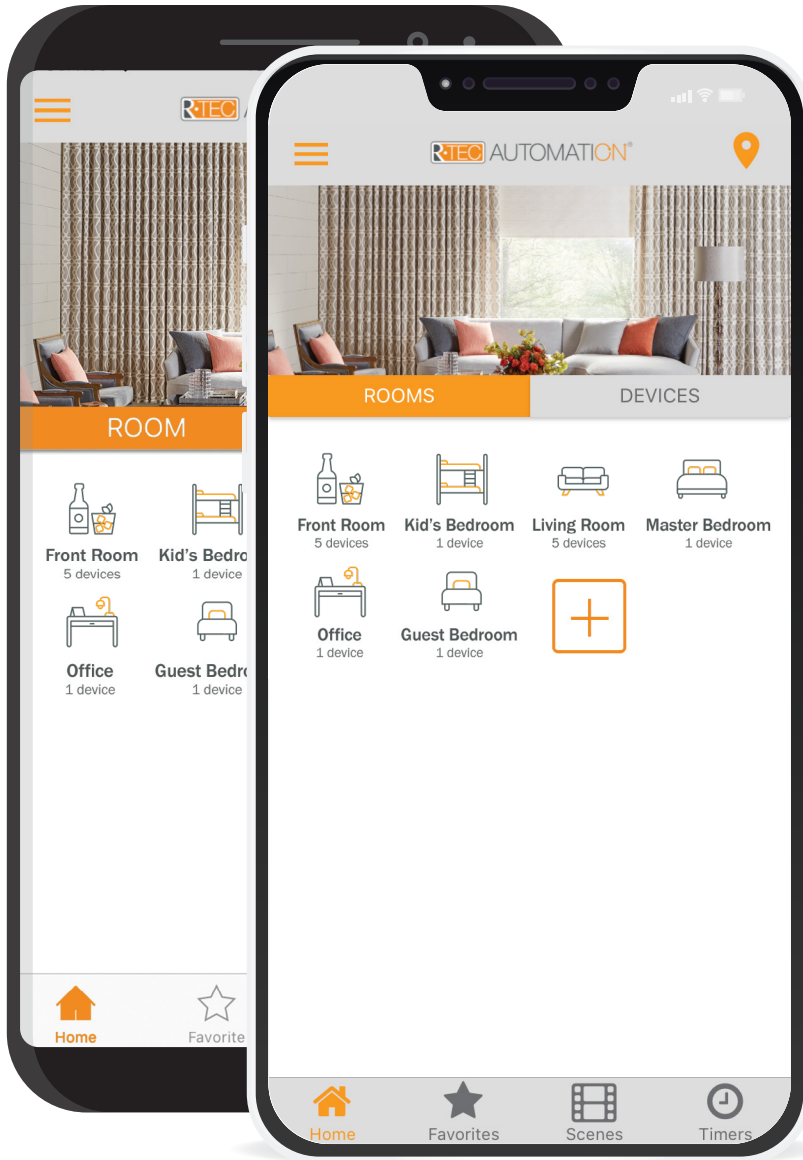 R·TEC
ROOM
Front Room
5 devices
Kid's Bedro
1 device
Office
1 device
Guest Bedr
1 device
Home
Favorite
R·TEC AUTOMATION®
ROOMS
DEVICES
Front Room
5 devices
Kid's Bedroom
1 device
Living Room
5 devices
Master Bedroom
1 device
Office
1 device
Guest Bedroom
1 device
Home
Favorites
Scenes
Timers